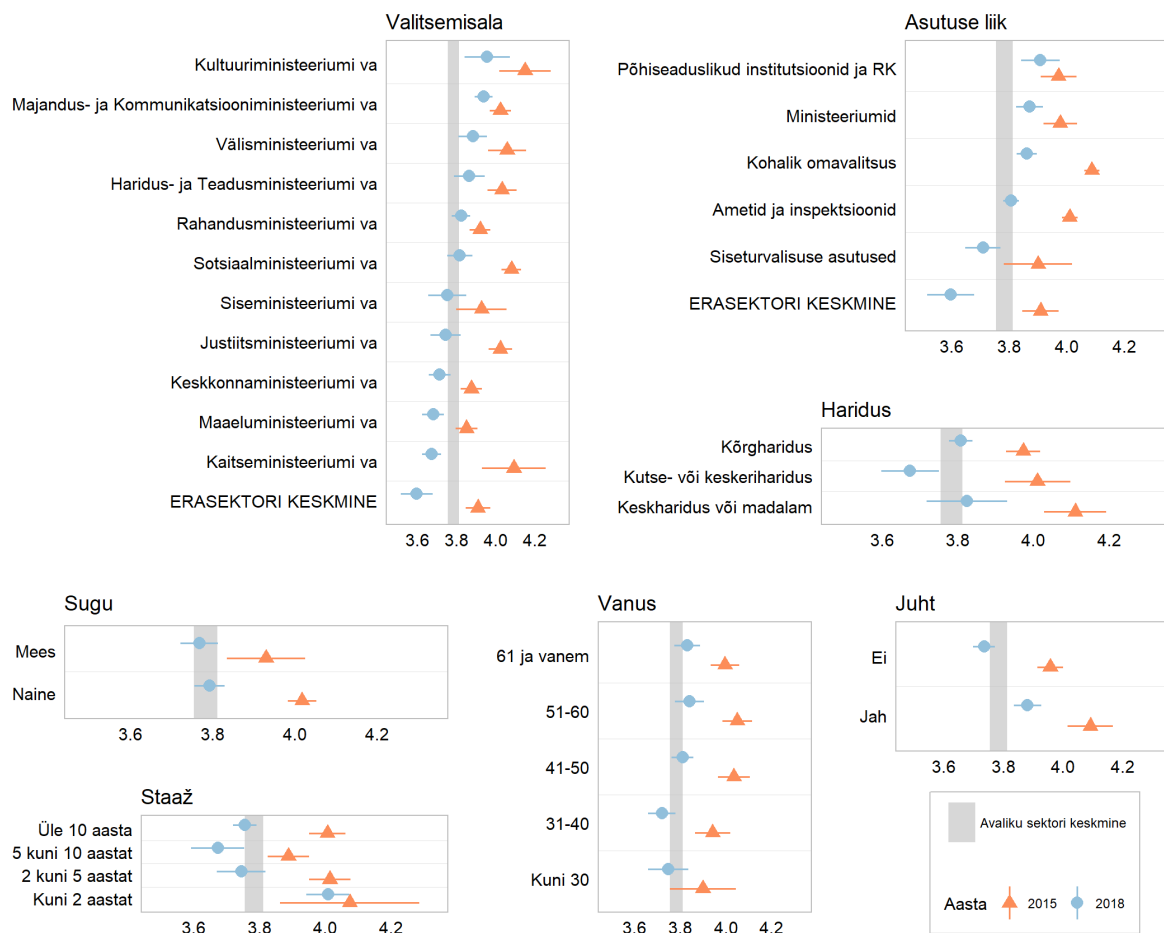 Valitsemisala
Kultuuriministeeriumi va
Majandus- ja Kommunikatsiooniministeeriumi va
Välisministeeriumi va
Haridus- ja Teadusministeeriumi va
Rahandusministeeriumi va
Sotsiaalministeeriumi va
Siseministeeriumi va
Justiitsministeeriumi va
Keskkonnaministeeriumi va
Maaeluministeeriumi va
Kaitseministeeriumi va
ERASEKTORI KESKMINE
3.6 3.8 4.0 4.2
Asutuse liik
Põhiseaduslikud institutsioonid ja RK
Ministeeriumid
Kohalik omavalitsus
Ametid ja inspektsioonid
Siseturvalisuse asutused
ERASEKTORI KESKMINE
3.6 3.8 4.0 4.2
Haridus
Kõrgharidus
Kutse- või keskeriharidus
Keskharidus või madalam
3.6 3.8 4.0 4.2
Sugu
Mees
Naine
3.6 3.8 4.0 4.2
Staaž
Üle 10 aasta
5 kuni 10 aastat
2 kuni 5 aastat
Kuni 2 aastat
3.6 3.8 4.0 4.2
Vanus
61 ja vanem
51-60
41-50
31-40
Kuni 30
3.6 3.8 4.0 4.2
Juht
Ei
Jah
3.6 3.8 4.0 4.2
Avaliku sektori keskmine
Aasta 2015 2018